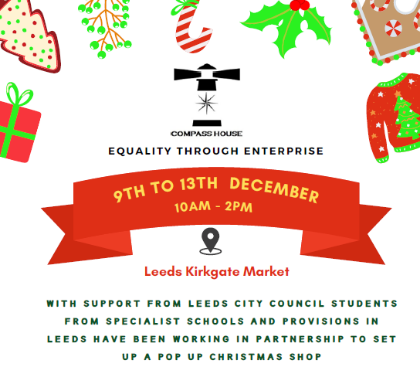 COMPASS HOUSE
EQUALITY THROUGH ENTERPRISE
9TH TO 13TH DECEMBER
10AM - 2PM
Leeds Kirkgate Market
WITH SUPPORT FROM LEEDS CITY COUNCIL STUDENTS
FROM SPECIALIST SCHOOLS AND PROVISIONS IN
LEEDS HAVE BEEN WORKING IN PARTNERSHIP TO SET
UP A POP UP CHRISTMAS SHOP